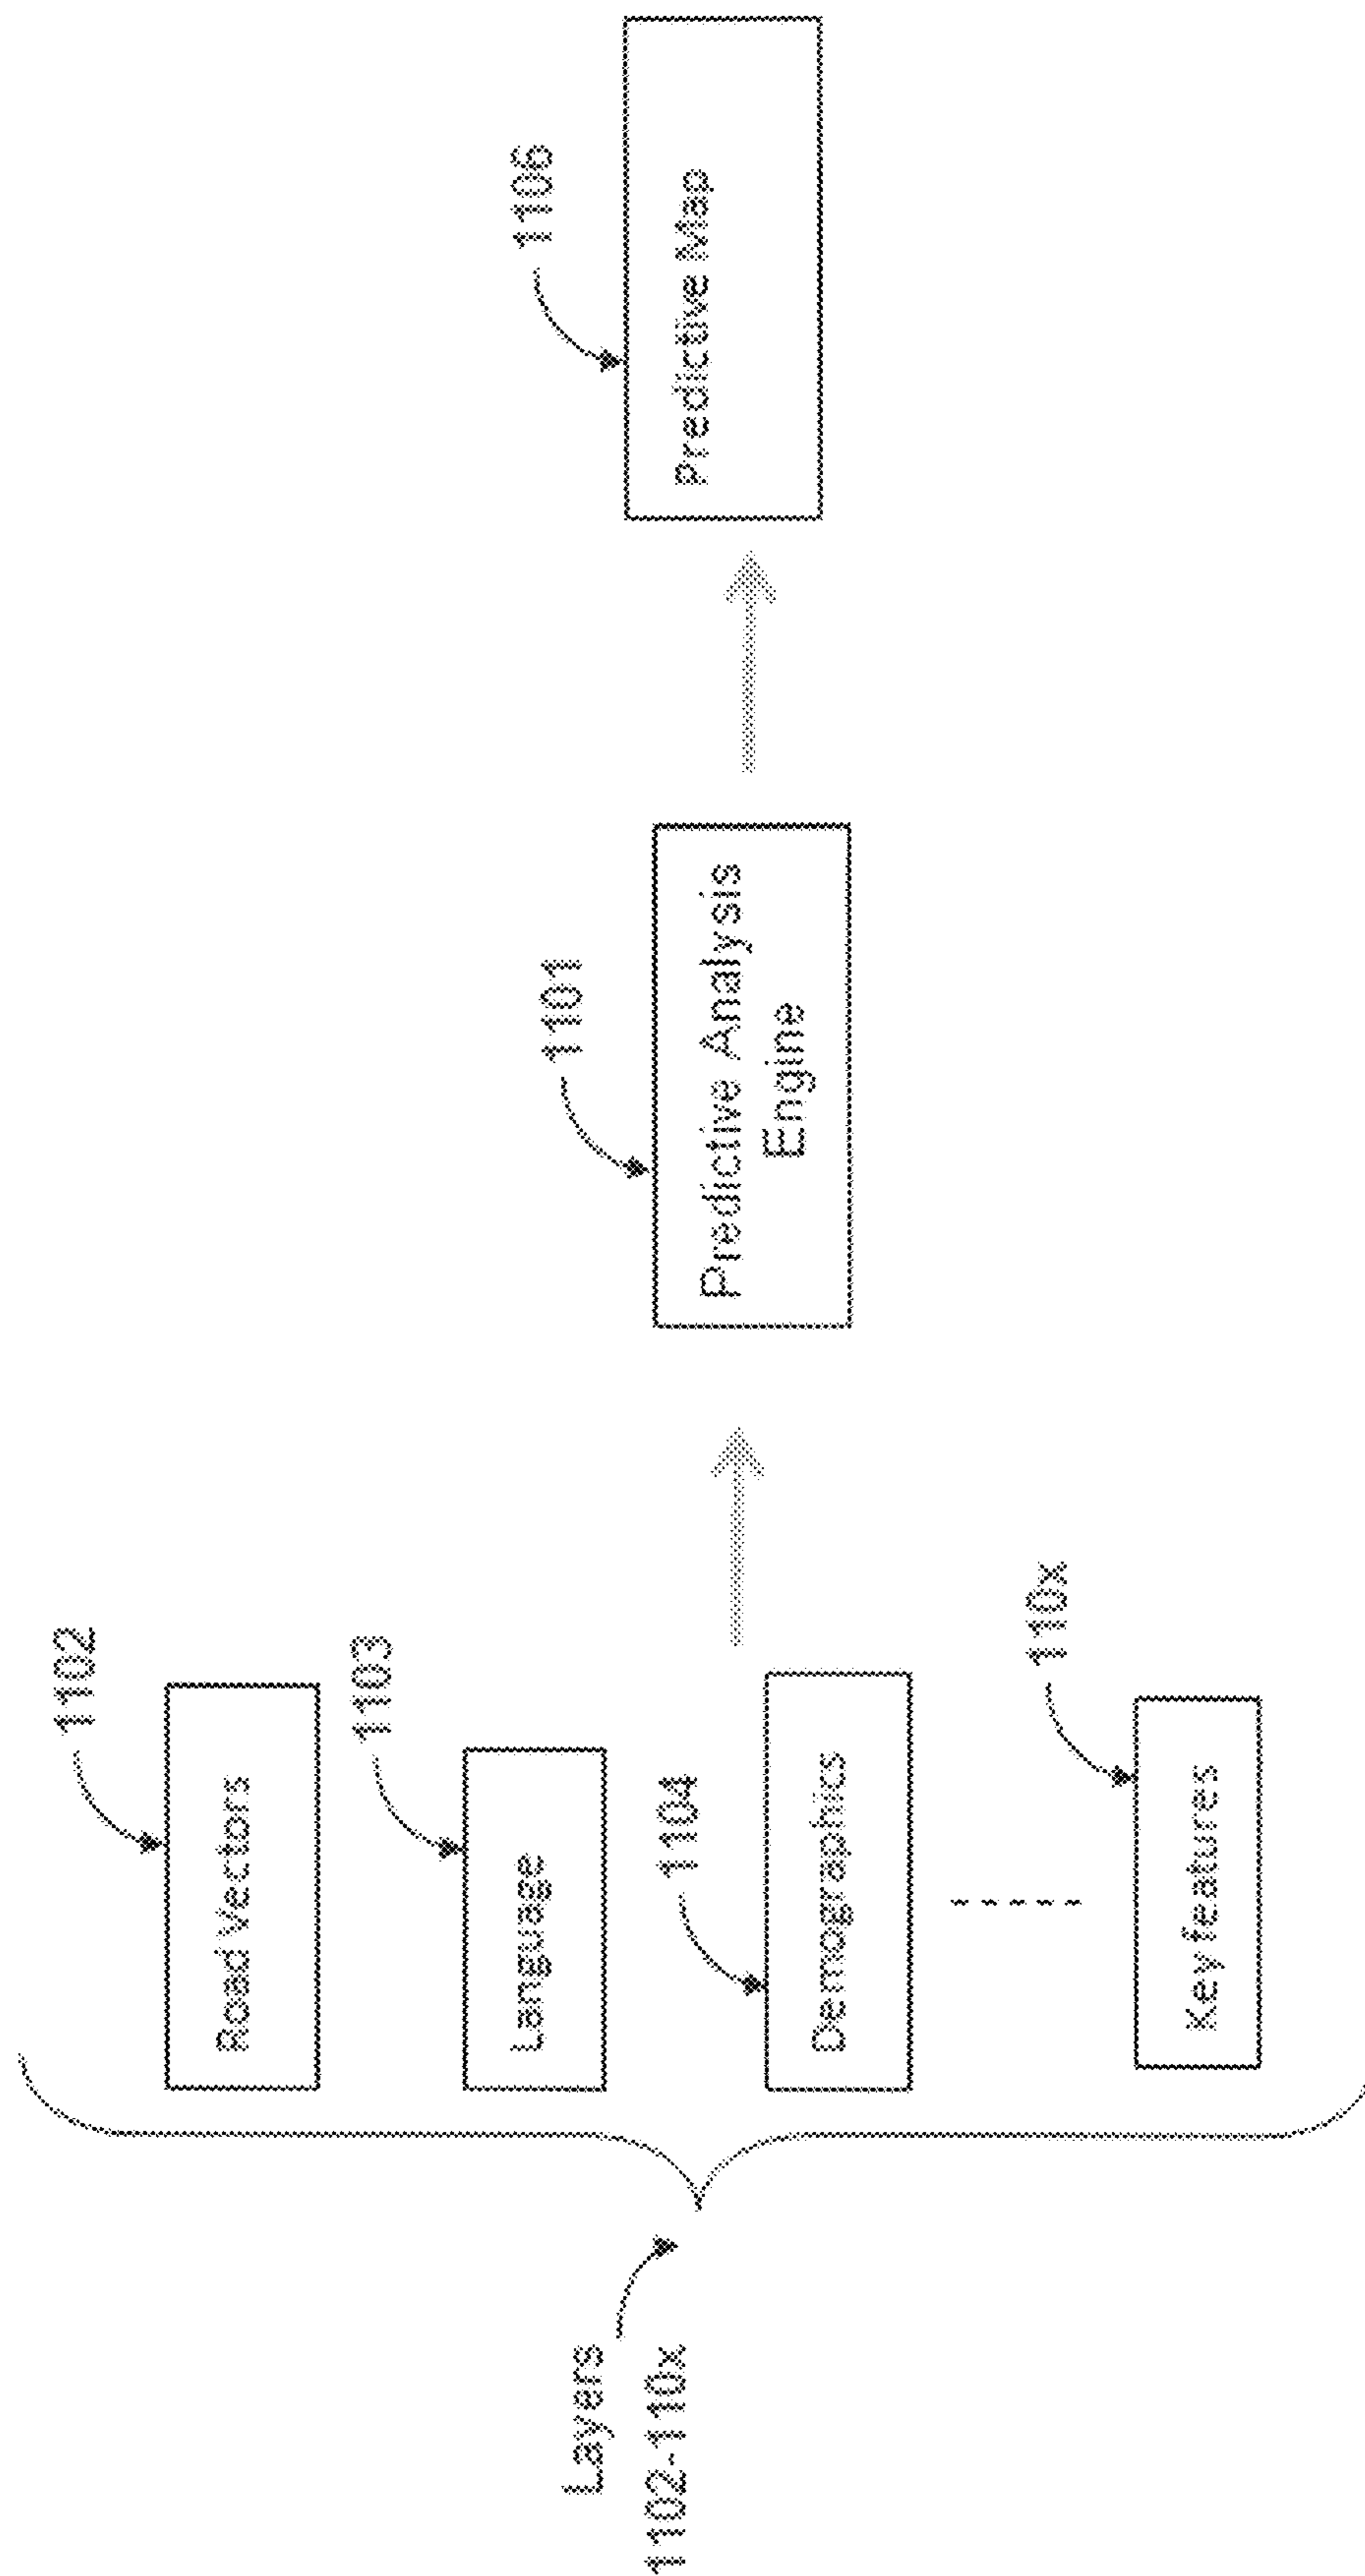 Layers
1102-110x
1102
Road Vectors
1103
Language
1104
Demographics
110x
Key features
1101
Predictive Analysis
Engine
1106
Predictive Map